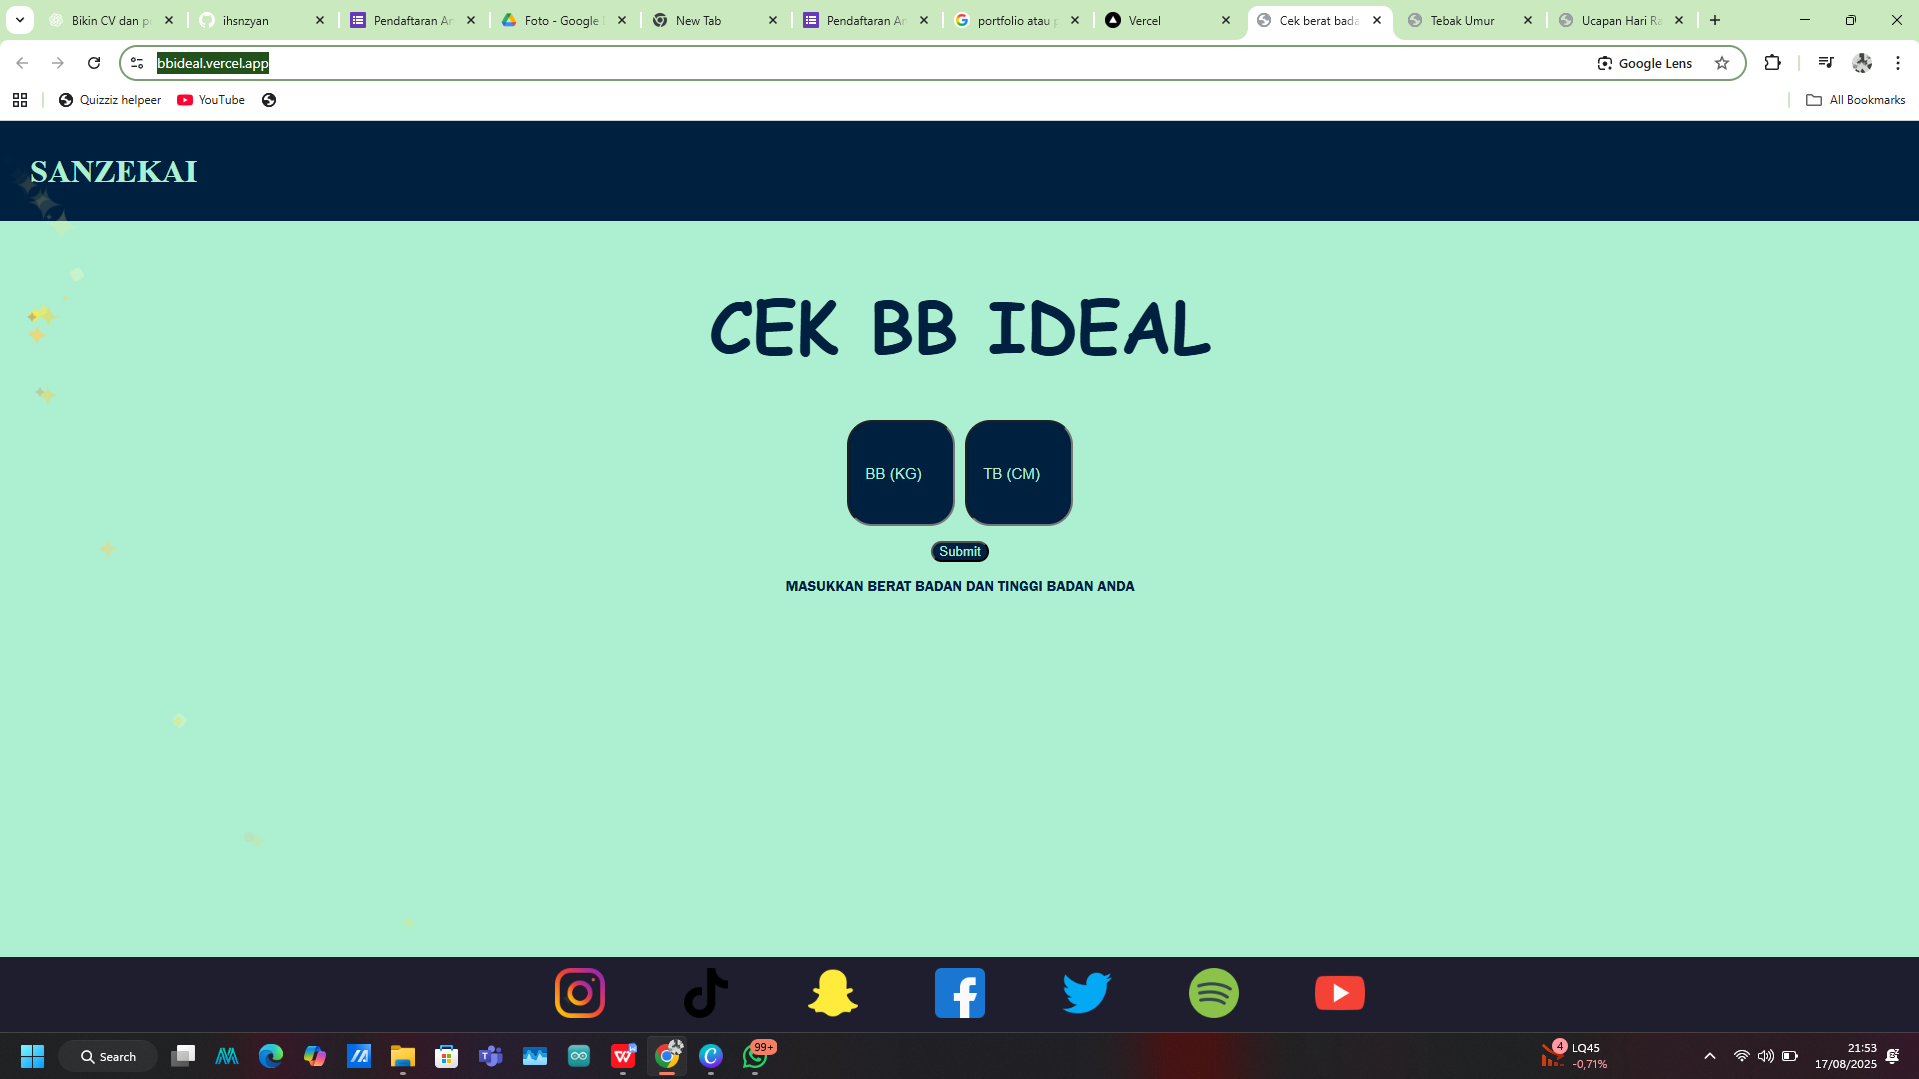 Bikin CV dan po
ihsnzyan
Pendaftaran An
Foto - Google D
New Tab
Pendaftaran An
portfolio atau p
Vercel
Cek berat bada
Tebak Umur
Ucapan Hari Ra
bbideal.vercel.app
Google Lens
Quizziz helpeer
YouTube
All Bookmarks
SANZEKAI
CEK BB IDEAL
BB (KG)
TB (CM)
Submit
MASUKKAN BERAT BADAN DAN TINGGI BADAN ANDA
Search
99+
4
LQ45
-0,71%
21:53
17/08/2025